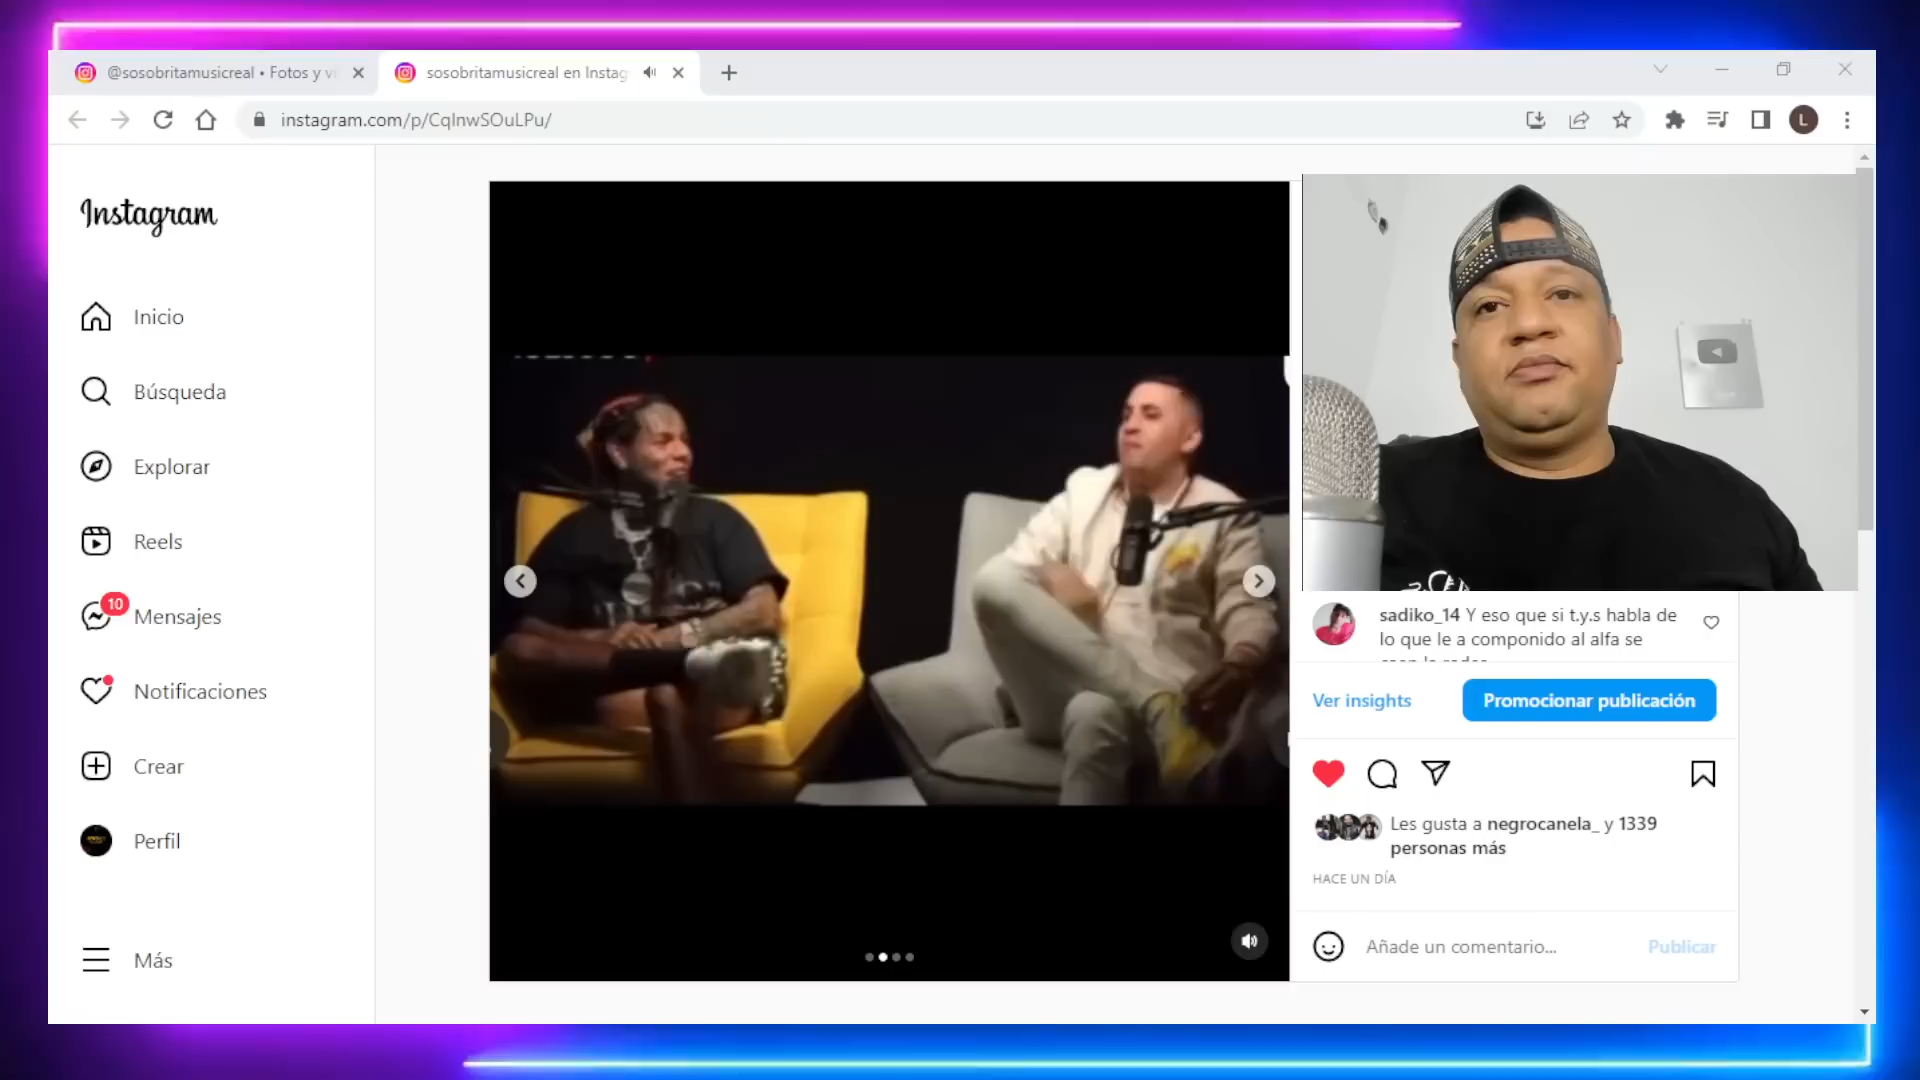 @sosobritamusicreal • Fotos y vi
sosobritamusicreal en Instag
instagram.com/p/CqlnwSOuLPu/
L
Instagram
Inicio
Búsqueda
Explorar
Reels
10
Mensajes
Notificaciones
Crear
Perfil
Más
sadiko_14 Y eso que si t.y.s habla de
lo que le a componido al alfa se
Ver insights
Promocionar publicación
Les gusta a negrocanela_ y 1339
personas más
HACE UN DÍA
Añade un comentario...
Publicar